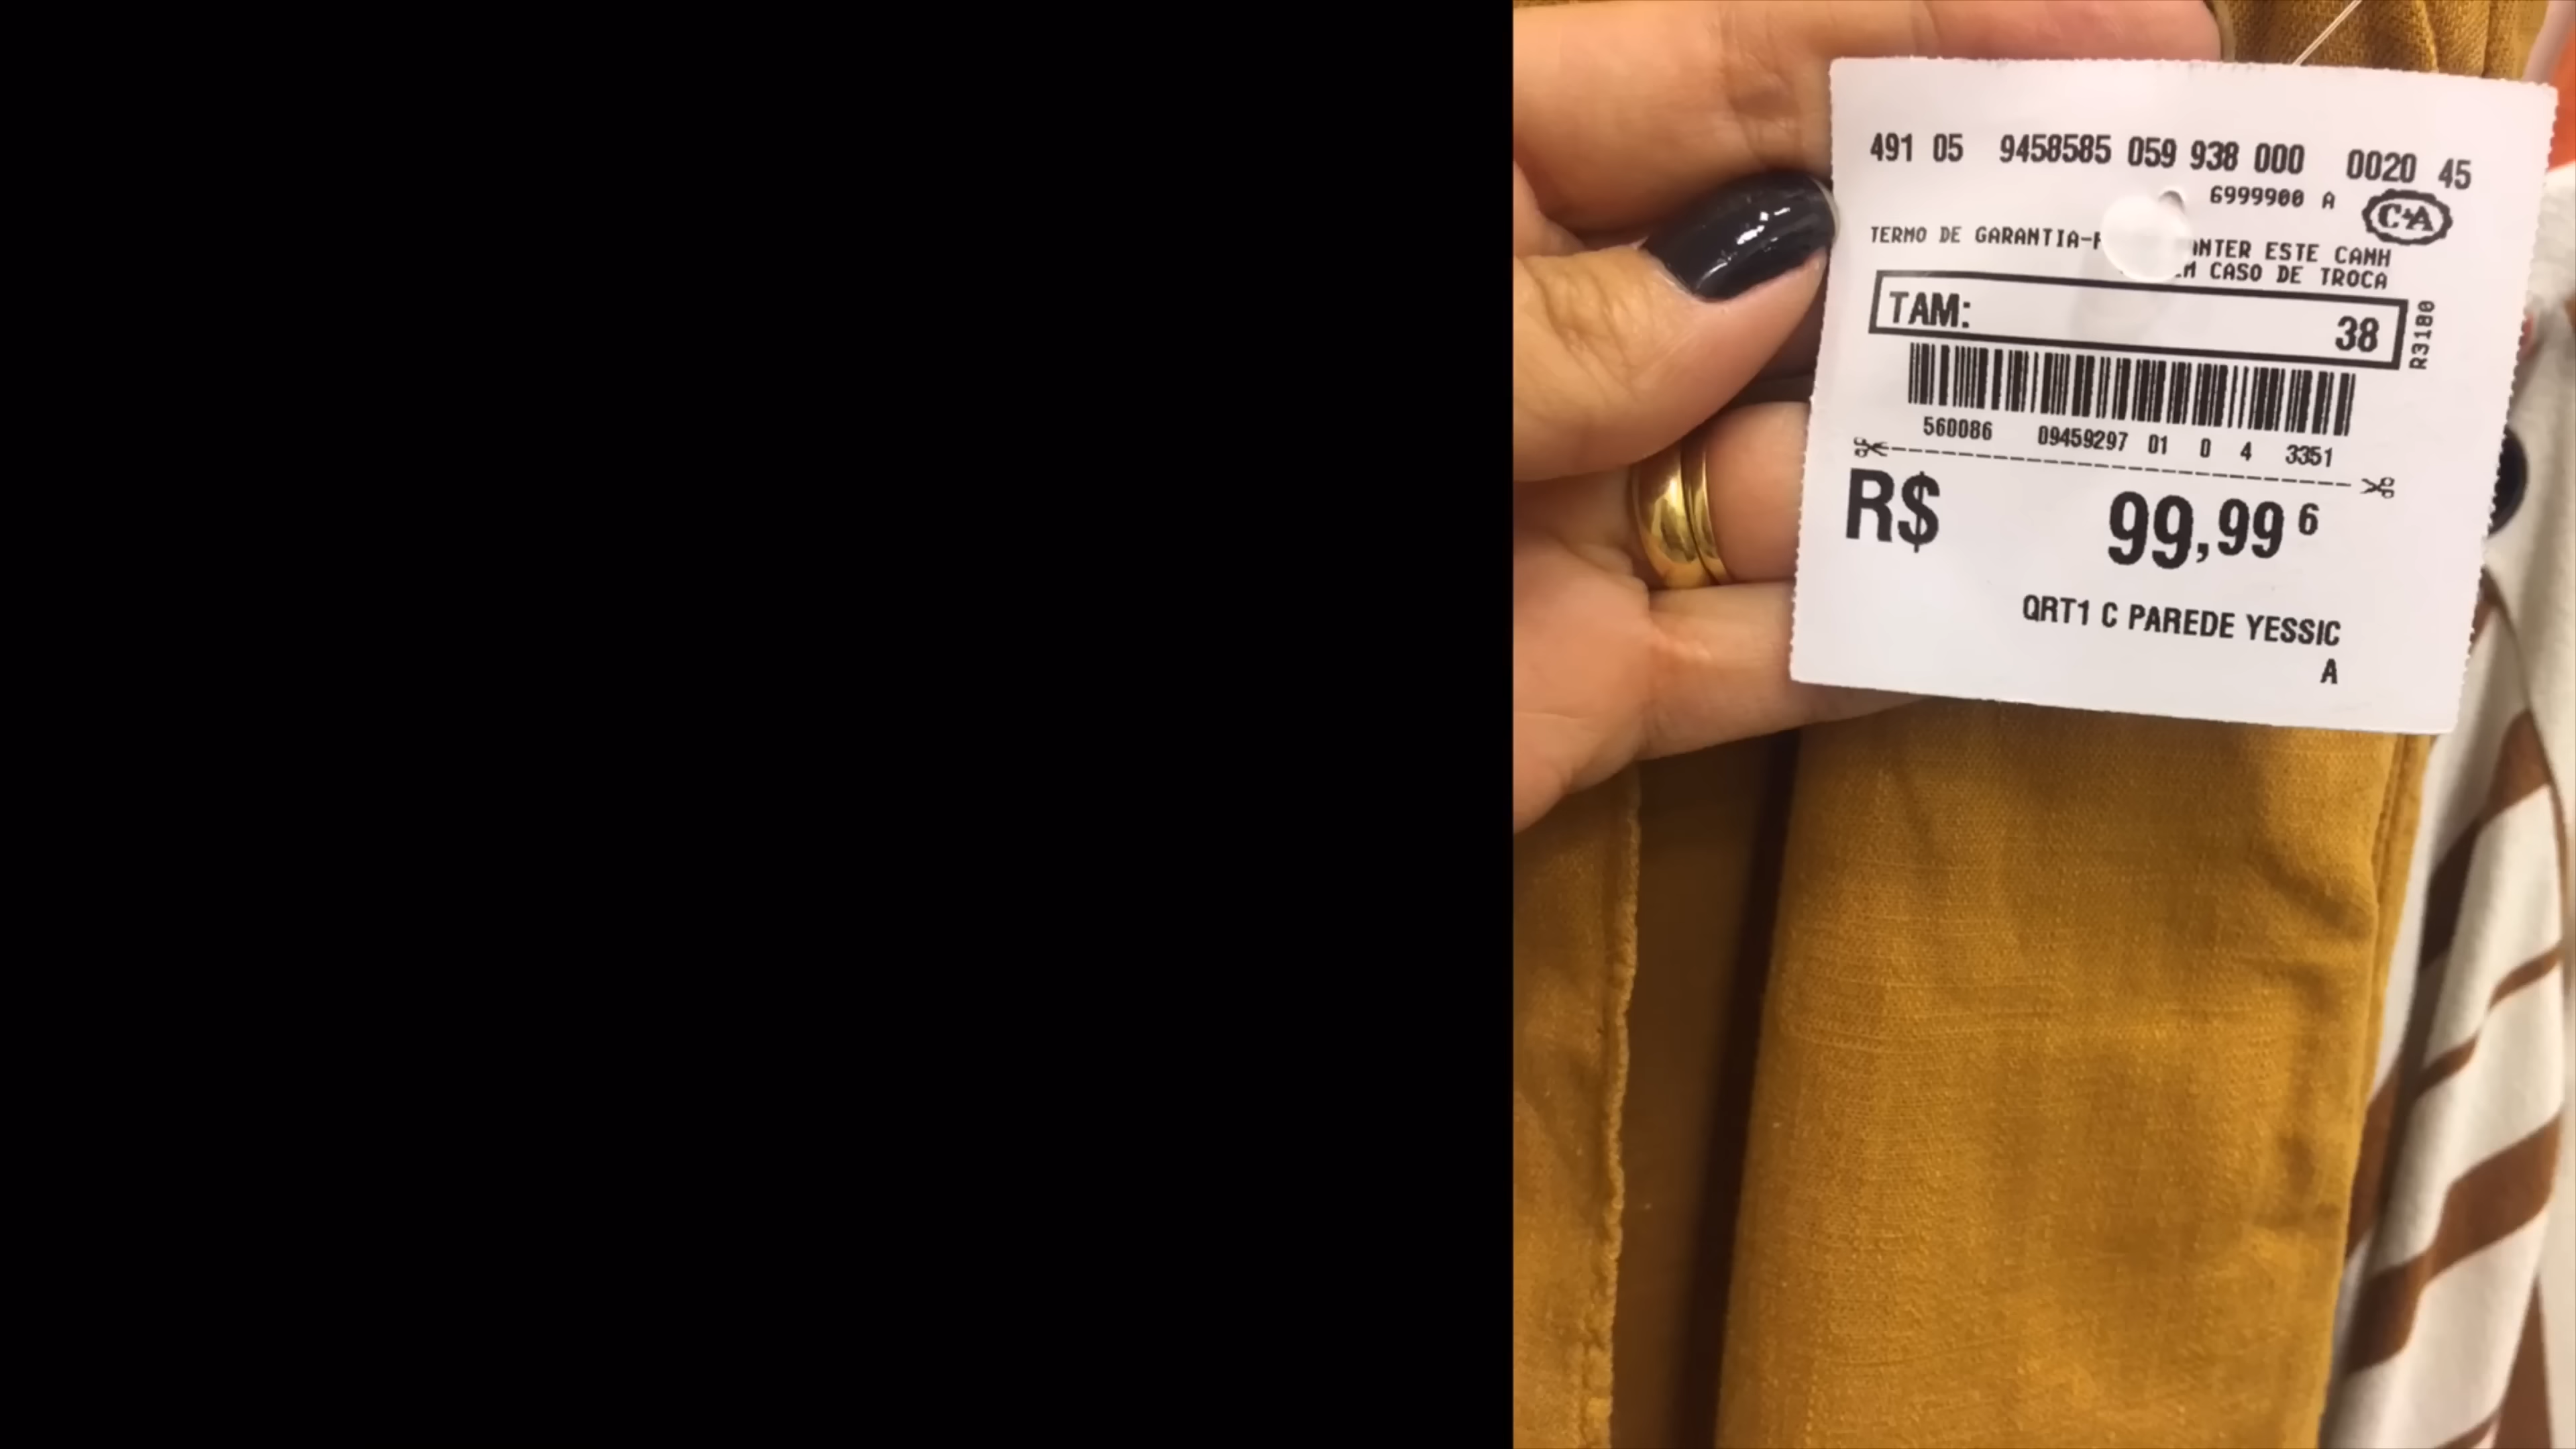 491 05 9458585 059 938 000 0020 45
6999900 A
C&A
TERMO DE GARANTIA- ESTE CANH
CASO DE TROCA
TAM: 38
R3180
560086 09459297 01 0 4 3351
R$ 99,99 6
QRT1 C PAREDE YESSIC
A